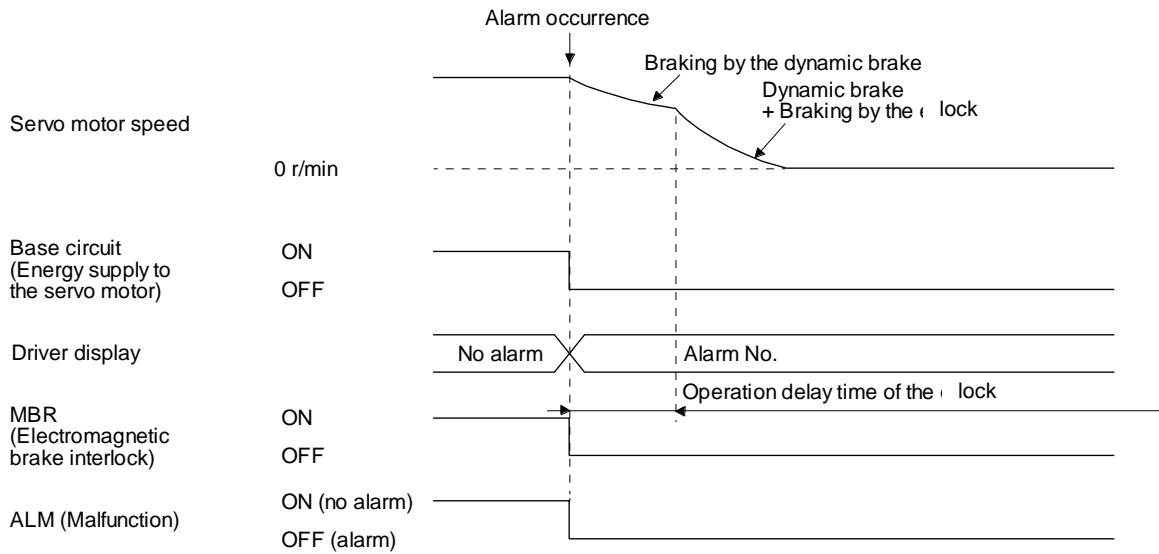 Alarm occurrence
Braking by the dynamic brake
Dynamic brake
+ Braking by the lock
Servo motor speed
0 r/min
Base circuit
(Energy supply to
the servo motor)
ON
OFF
Driver display
No alarm
Alarm No.
Operation delay time of the lock
MBR
(Electromagnetic
brake interlock)
ON
OFF
ALM (Malfunction)
ON (no alarm)
OFF (alarm)